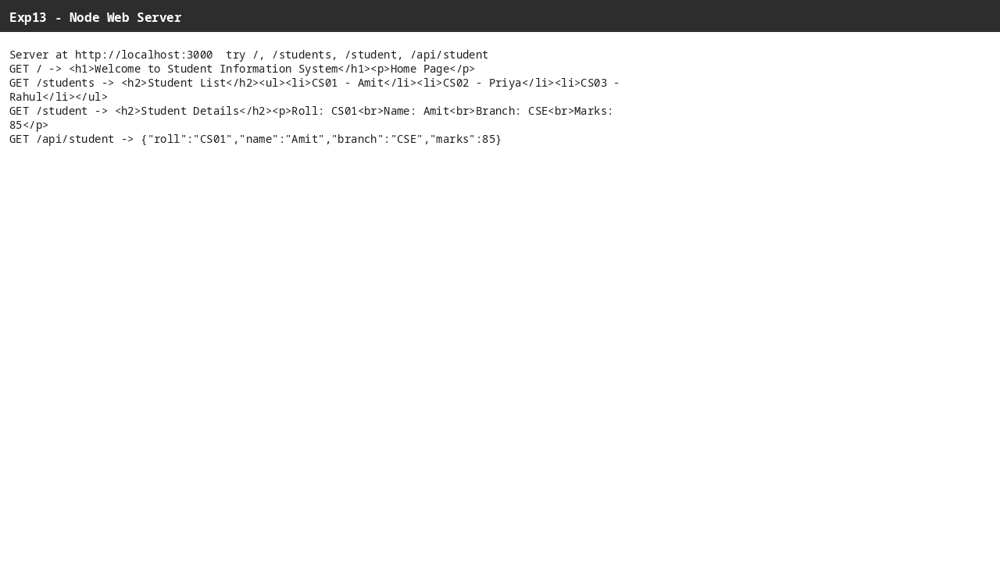 Exp13 - Node Web Server
Server at http://localhost:3000  try /, /students, /student, /api/student
GET / -> <h1>Welcome to Student Information System</h1><p>Home Page</p>
GET /students -> <h2>Student List</h2><ul><li>CS01 - Amit</li><li>CS02 - Priya</li><li>CS03 -
Rahul</li></ul>
GET /student -> <h2>Student Details</h2><p>Roll: CS01<br>Name: Amit<br>Branch: CSE<br>Marks:
85</p>
GET /api/student -> {"roll":"CS01","name":"Amit","branch":"CSE","marks":85}